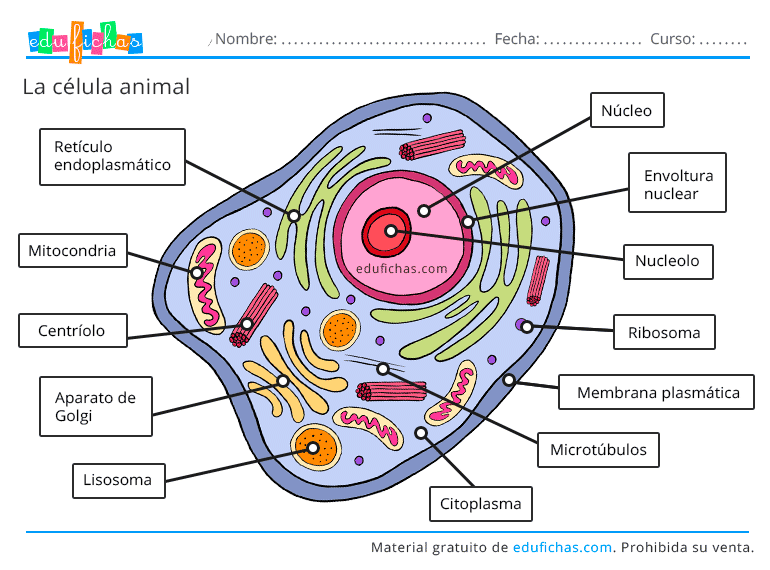 edufichas
Nombre: ................................. Fecha: ................ Curso: ........
La célula animal
Núcleo
Retículo
endoplasmático
Envoltura
nuclear
Mitocondria
Nucleolo
edufichas.com
Centríolo
Ribosoma
Aparato de
Golgi
Membrana plasmática
Microtúbulos
Lisosoma
Citoplasma
Material gratuito de edufichas.com. Prohibida su venta.